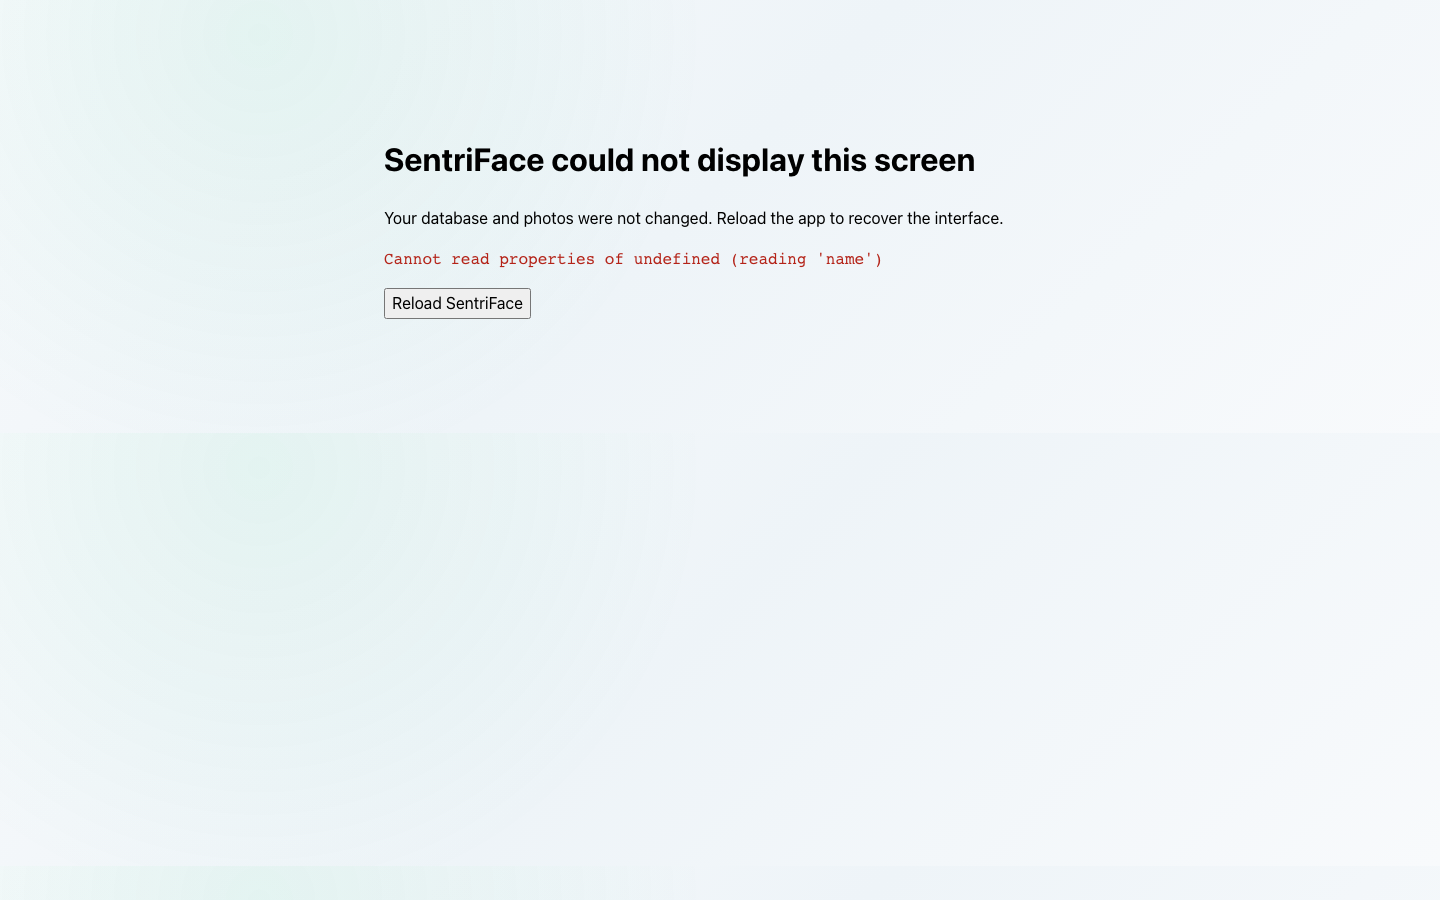 SentriFace could not display this screen
Your database and photos were not changed. Reload the app to recover the interface.
Cannot read properties of undefined (reading 'name')
Reload SentriFace